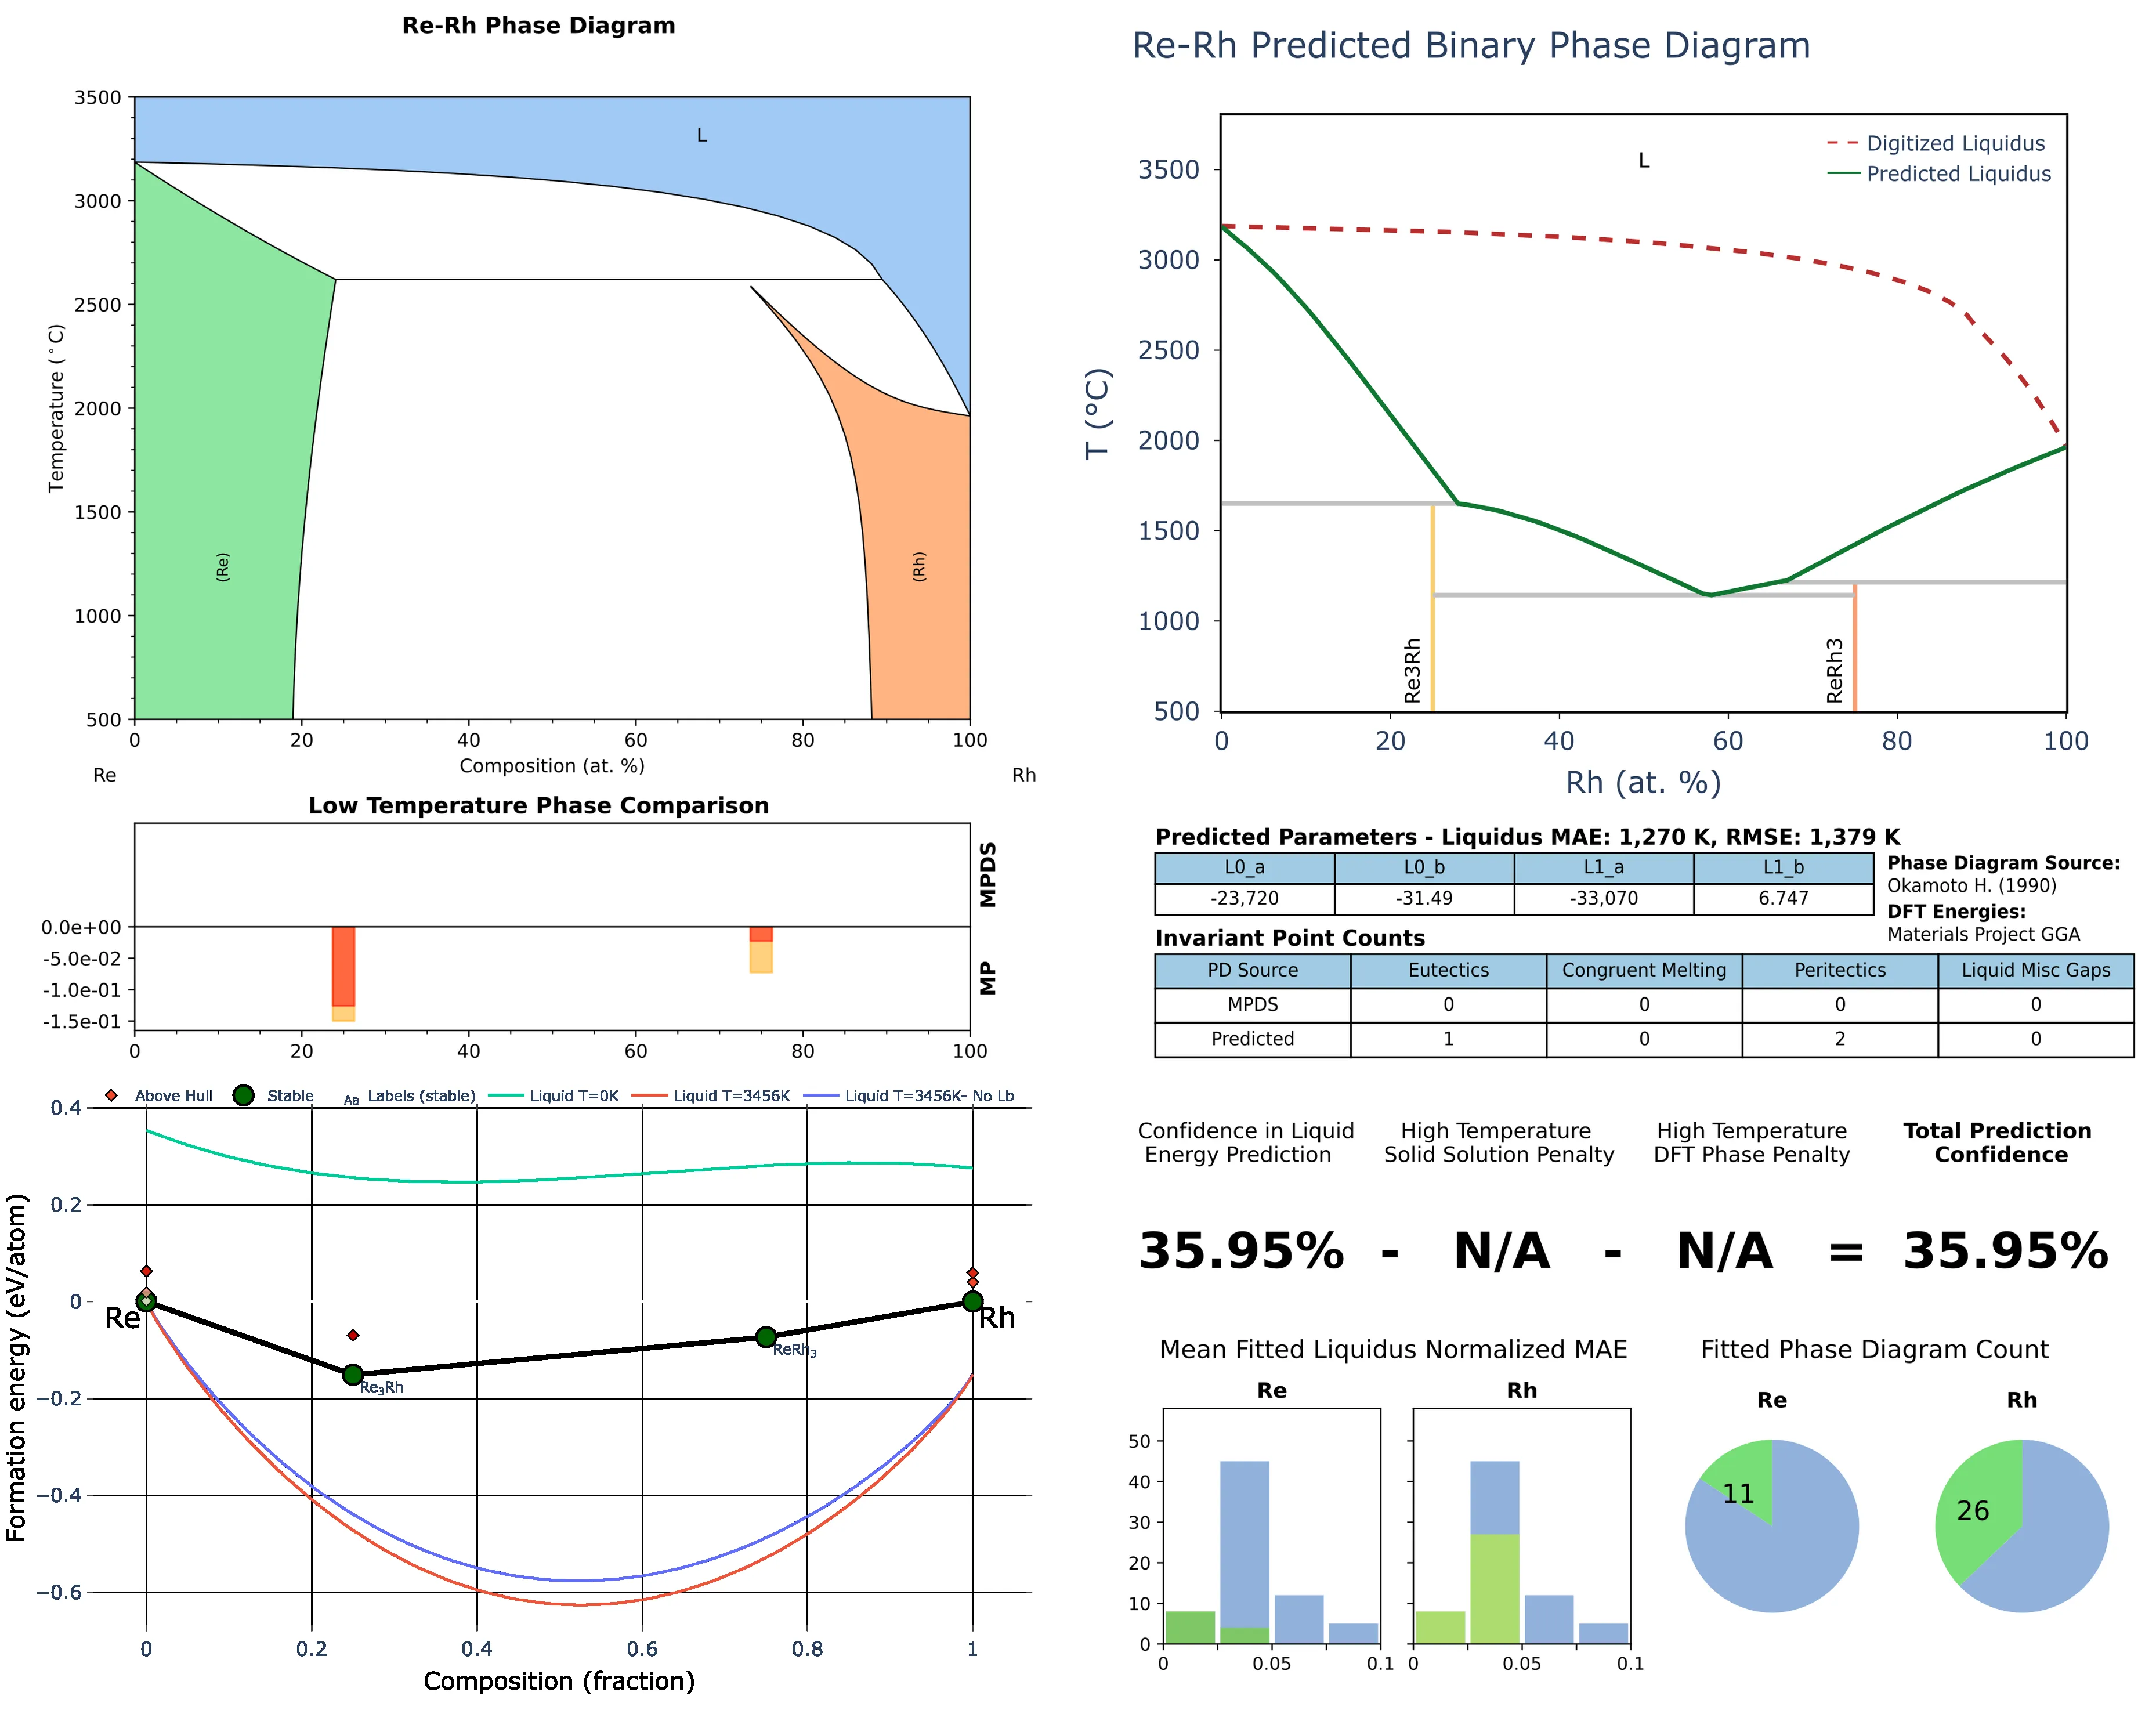 Re-Rh Phase Diagram
3500
3000
2500
2000
1500
1000
500
Temperature (°C)
L
(Re)
(Rh)
0 20 40 60 80 100
Composition (at. %)
Re Rh
Low Temperature Phase Comparison
0.0e+00
-5.0e-02
-1.0e-01
-1.5e-01
MPDS
MP
0 20 40 60 80 100
Above Hull Stable Aa Labels (stable) Liquid T=0K Liquid T=3456K Liquid T=3456K- No Lb
0.4
0.2
0
−0.2
−0.4
−0.6
Formation energy (eV/atom)
Re
Rh
Re3Rh
ReRh3
0 0.2 0.4 0.6 0.8 1
Composition (fraction)
Re-Rh Predicted Binary Phase Diagram
L
Digitized Liquidus
Predicted Liquidus
3500
3000
2500
2000
1500
1000
500
T (°C)
Re3Rh
ReRh3
0 20 40 60 80 100
Rh (at. %)
Predicted Parameters - Liquidus MAE: 1,270 K, RMSE: 1,379 K
L0_a L0_b L1_a L1_b
-23,720 -31.49 -33,070 6.747
Phase Diagram Source:
Okamoto H. (1990)
DFT Energies:
Materials Project GGA
Invariant Point Counts
PD Source Eutectics Congruent Melting Peritectics Liquid Misc Gaps
MPDS 0 0 0 0
Predicted 1 0 2 0
Confidence in Liquid
Energy Prediction
High Temperature
Solid Solution Penalty
High Temperature
DFT Phase Penalty
Total Prediction
Confidence
35.95% - N/A - N/A = 35.95%
Mean Fitted Liquidus Normalized MAE
Re
Rh
50
40
30
20
10
0
0 0.05 0.1
0 0.05 0.1
Fitted Phase Diagram Count
Re
Rh
11
26